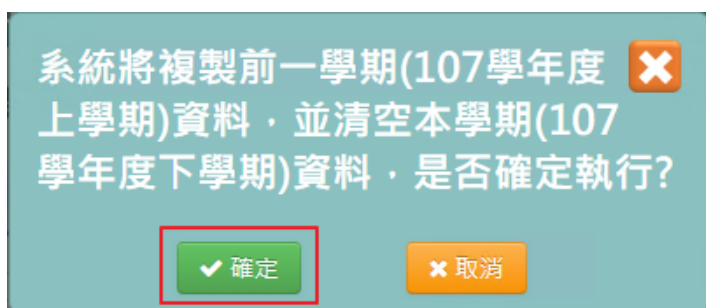 系統將複製前一學期(107學年度
上學期)資料，並清空本學期(107
學年度下學期)資料，是否確定執行?
確定
取消